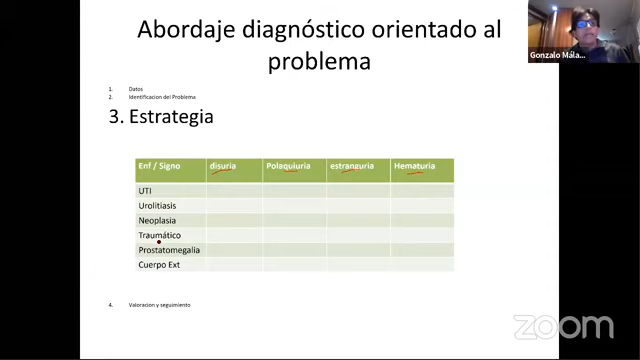 Abordaje diagnóstico orientado al
problema
1. Datos
2. Identificacion del Problema
3. Estrategia
Enf / Signo disuria Polaquiuria estranguria Hematuria
UTI
Urolitiasis
Neoplasia
Traumático
Prostatomegalia
Cuerpo Ext
4. Valoracion y seguimiento
Gonzalo Mála...
zoom